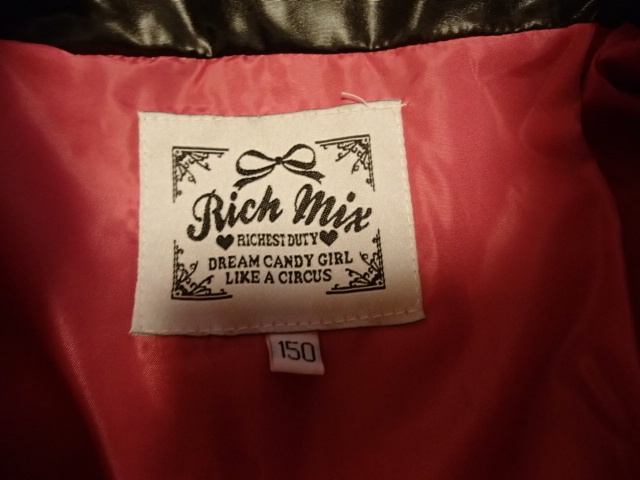 Rich Mix
RICHEST DUTY
DREAM CANDY GIRL
LIKE A CIRCUS
150